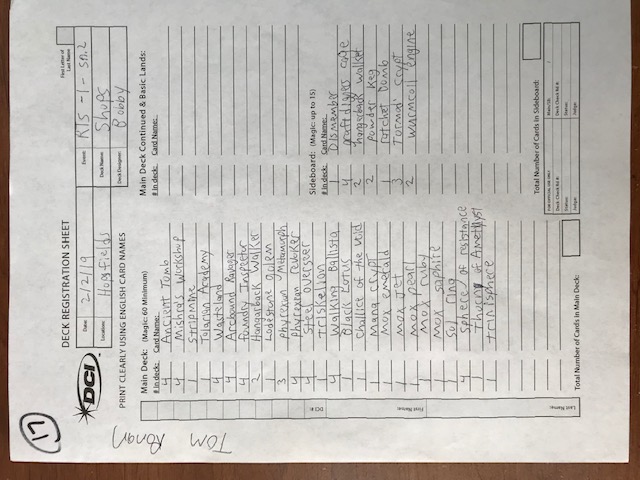 17
DECK REGISTRATION SHEET
First Letter of
Last Name
DCI
Date: 2/2/19
Event: RIS -1- sn.2
Location: Hopsfields
Deck Name: Shops
Deck Designer: Bobby
PRINT CLEARLY USING ENGLISH CARD NAMES
TOM Ronan
Main Deck: (Magic: 60 Minimum)
# in deck: Card Name:
4 Ancient Tomb
4 Mishra's Workshop
1 Stripmine
1 Tolarian Academy
4 Wasteland
4 Arcbound Ravager
4 foundry Inspector
2 Hangarback Walker
1 Lodestone golem
3 phyrexian Metamorph
4 phyrexian revoker
4 Steel overseer
1 triskelion
4 Walking Ballista
1 Black Lotus
1 Challice of the Void
1 Mana Crypt
1 mox emerald
1 mox Jet
1 mox pearl
1 mox ruby
1 mox saphire
1 sol ring
4 sphere of resistance
1 thorn of Amethyst
1 trinisphere
Total Number of Cards in Main Deck:
Main Deck Continued & Basic Lands:
# in deck: Card Name:
Sideboard: (Magic: up to 15)
# in deck: Card Name:
1 Dismember
4 graft diggers cage
2 hangerback walker
2 Powder Keg
1 ratchet Bomb
3 Tormod' Crypt
2 wurmcoil engine
Total Number of Cards in Sideboard:
FOR OFFICIAL USE ONLY
Main/SB: /
Deck Check Rd #:
Deck Check Rd #:
Status:
Status:
Judge:
Judge:
DCI #:
First Name:
Last Name: